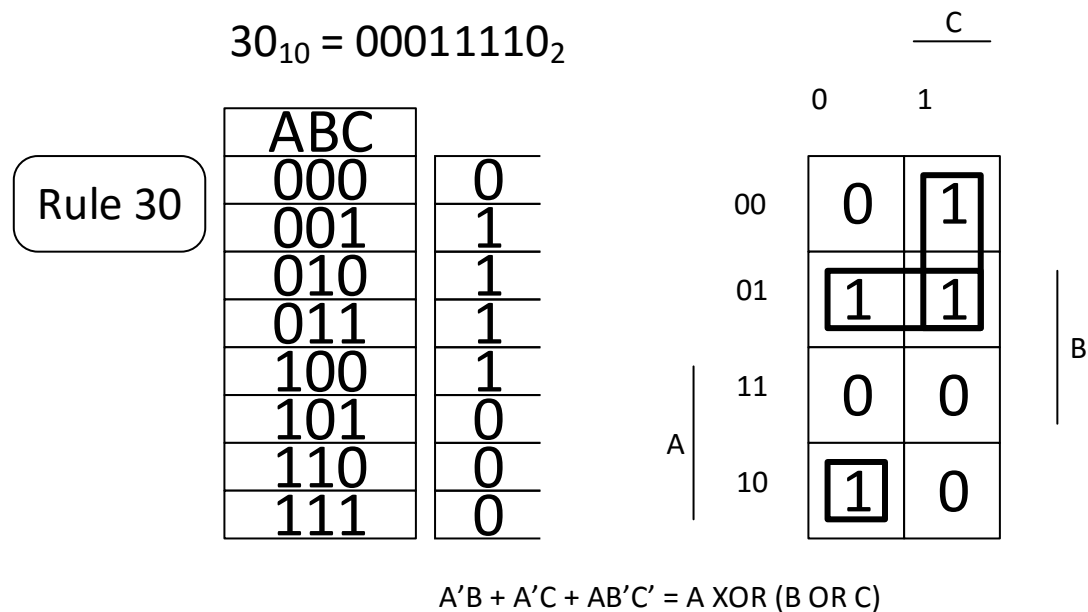 30₁₀ = 00011110₂
C
0 1
ABC
Rule 30
000 0
001 1
010 1
011 1
100 1
101 0
110 0
111 0
00 0 1
01 1 1
11 0 0
10 1 0
A
B
A'B + A'C + AB'C' = A XOR (B OR C)